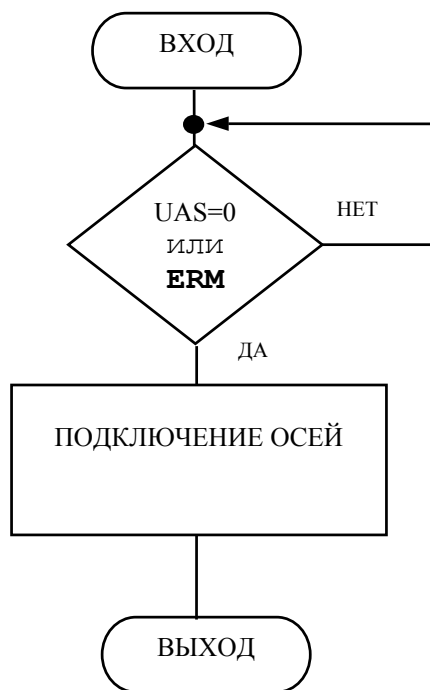 ВХОД
UAS=0
НЕТ
ИЛИ
ERM
ДА
ПОДКЛЮЧЕНИЕ ОСЕЙ
ВЫХОД